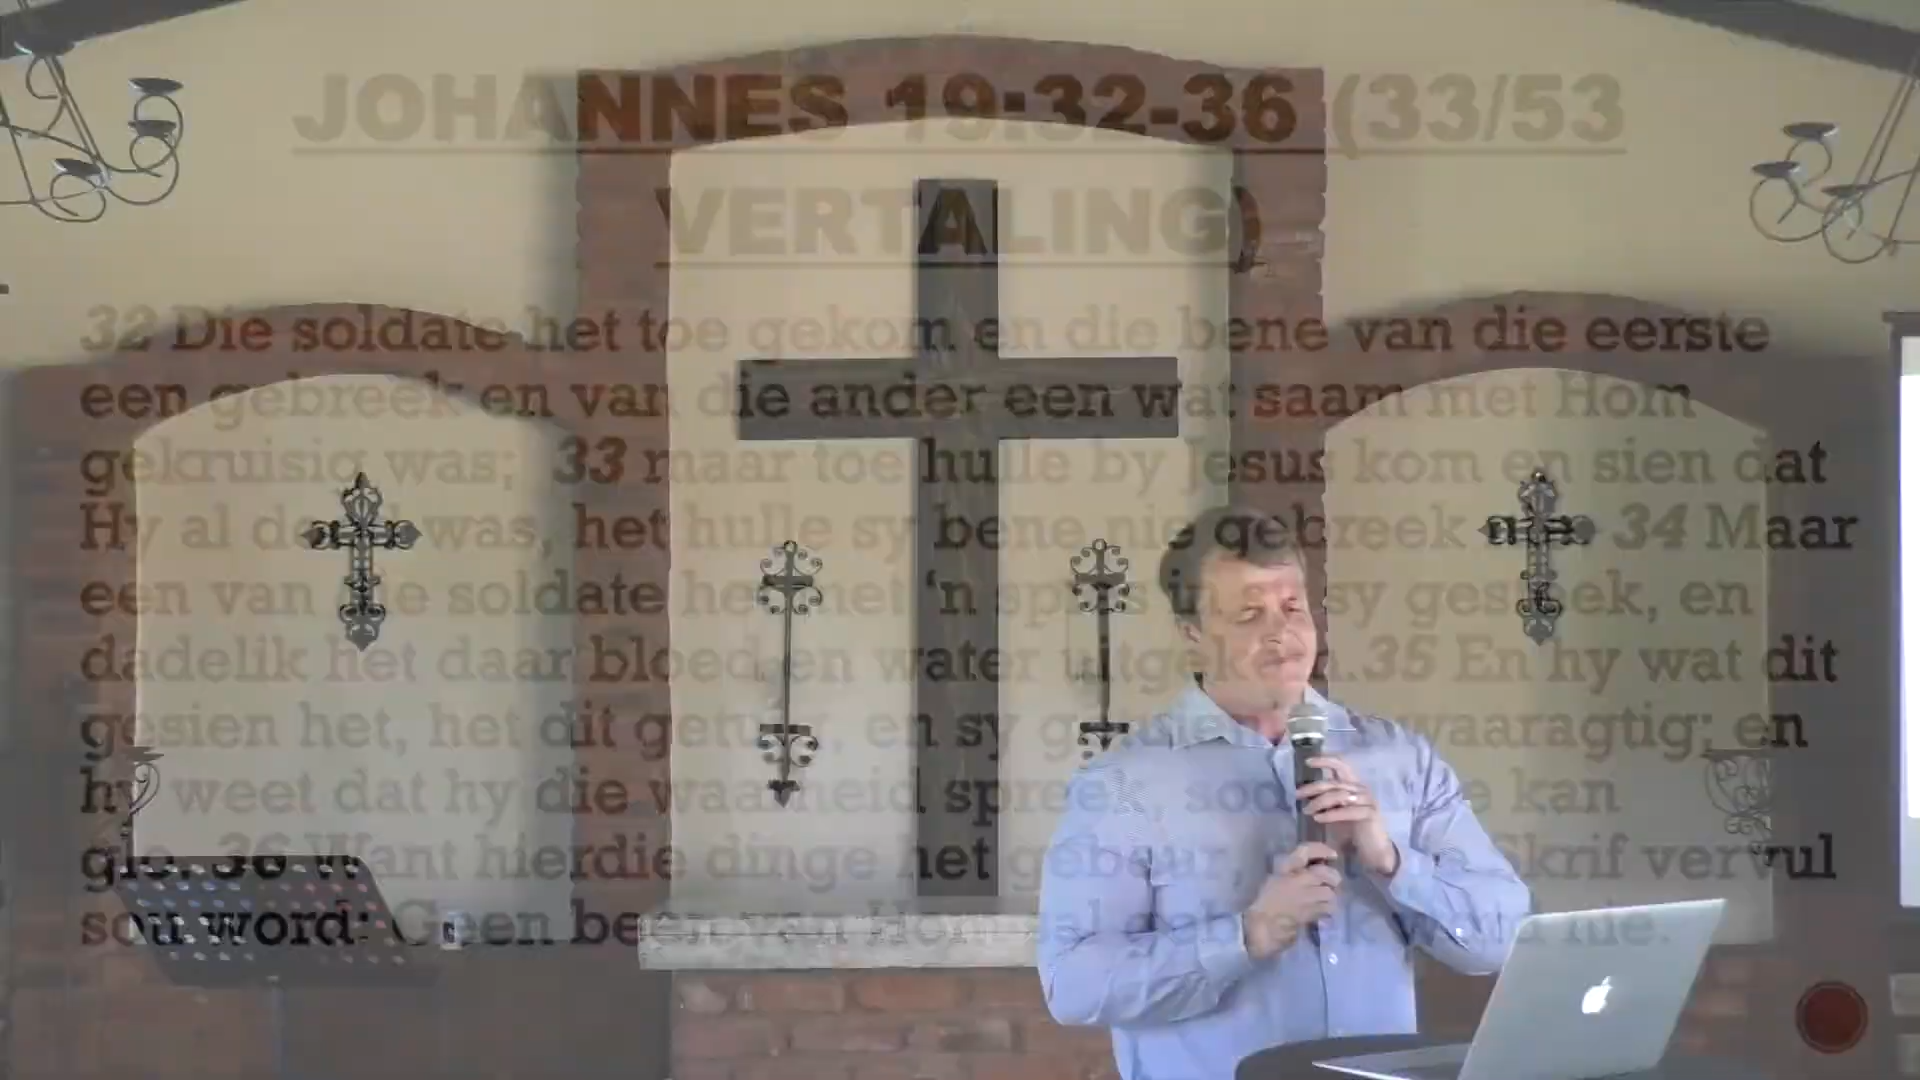 JOHANNES 19:32-36 (33/53
VERTALING)
32 Die soldate het toe gekom en die bene van die eerste
een gebreek en van die ander een wat saam met Hom
gekruisig was; 33 maar toe hulle by Jesus kom en sien dat
Hy al dood was, het hulle sy bene nie gebreek nie. 34 Maar
een van die soldate het met ‘n spies in sy sy gesteek, en
dadelik het daar bloed en water uitgekom.35 En hy wat dit
gesien het, het dit getuig, en sy getuienis is waaragtig; en
hy weet dat hy die waarheid spreek, sodat julle kan
glo. 36 Want hierdie dinge het gebeur, dat die Skrif vervul
sou word: Geen been van Hom sal gebreek word nie.